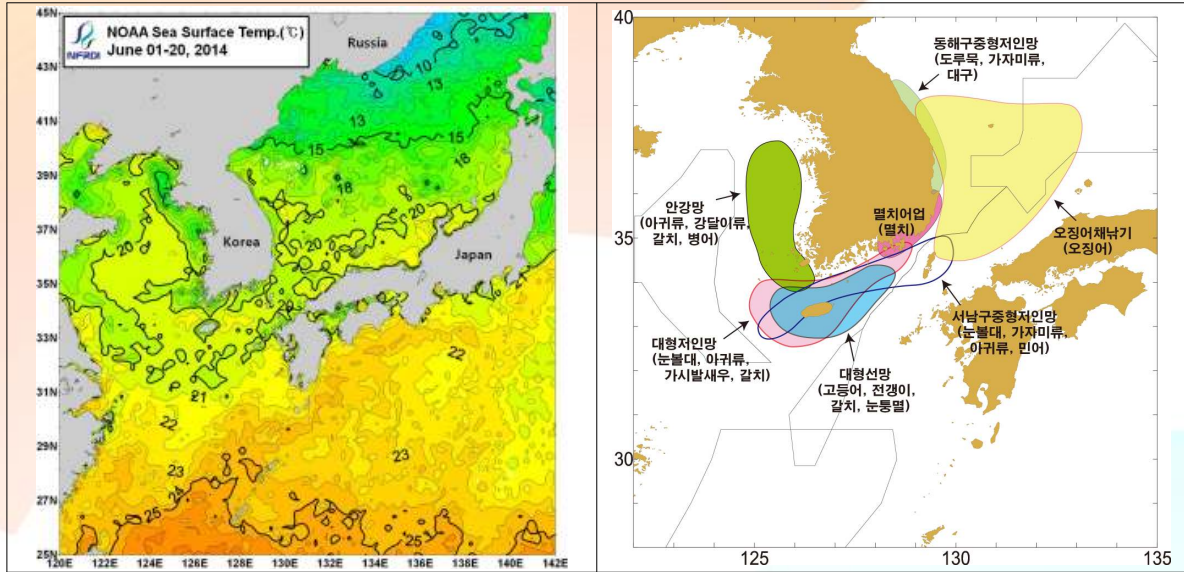 NFRDI
NOAA Sea Surface Temp.(℃)
June 01-20, 2014
Russia
Korea
Japan
45N
43N
41N
39N
37N
35N
33N
31N
29N
27N
25N
120E
122E
124E
126E
128E
130E
132E
134E
136E
138E
140E
142E
9
10
13
13
15
15
18
18
20
20
20
20
22
21
22
23
23
24
25
25
40
35
30
125
130
135
동해구중형저인망
(도루묵, 가자미류,
대구)
안강망
(아귀류, 강달이류,
갈치, 병어)
멸치어업
(멸치)
오징어채낚기
(오징어)
대형저인망
(눈볼대, 아귀류,
가시발새우, 갈치)
대형선망
(고등어, 전갱이,
갈치, 눈퉁멸)
서남구중형저인망
(눈볼대, 가자미류,
아귀류, 민어)